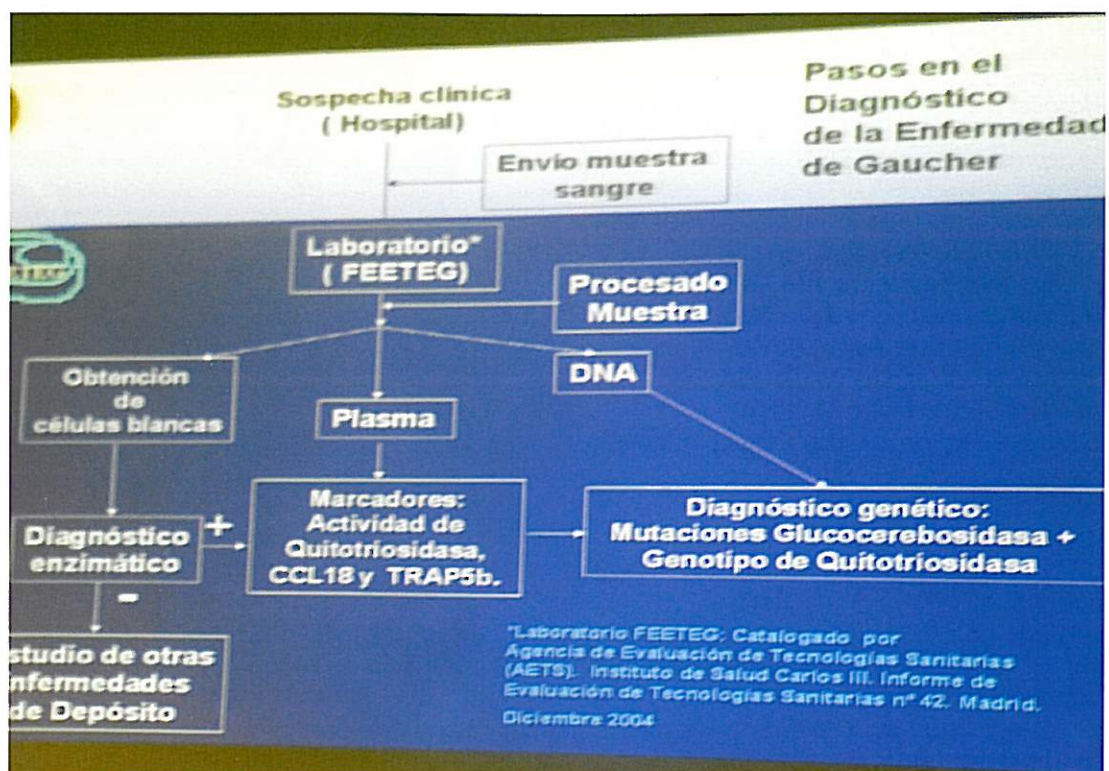 Pasos en el
Diagnóstico
de la Enfermedad
de Gaucher
Sospecha clínica
( Hospital)
Envío muestra
sangre
Laboratorio*
( FEETEG)
Procesado
Muestra
Obtención
de
células blancas
Plasma
DNA
Diagnóstico
enzimático
+
-
Marcadores:
Actividad de
Quitotriosidasa,
CCL18 y TRAP5b.
Diagnóstico genético:
Mutaciones Glucocerebosidasa +
Genotipo de Quitotriosidasa
studio de otras
nfermedades
de Depósito
*Laboratorio FEETEG: Catalogado por
Agencia de Evaluación de Tecnologías Sanitarias
(AETS). Instituto de Salud Carlos III. Informe de
Evaluación de Tecnologías Sanitarias nº 42. Madrid.
Diciembre 2004